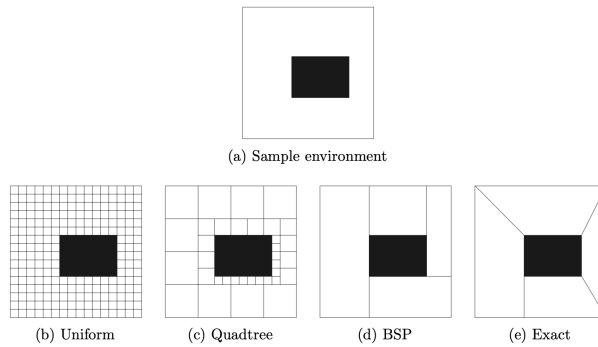 (a) Sample environment
(b) Uniform
(c) Quadtree
(d) BSP
(e) Exact